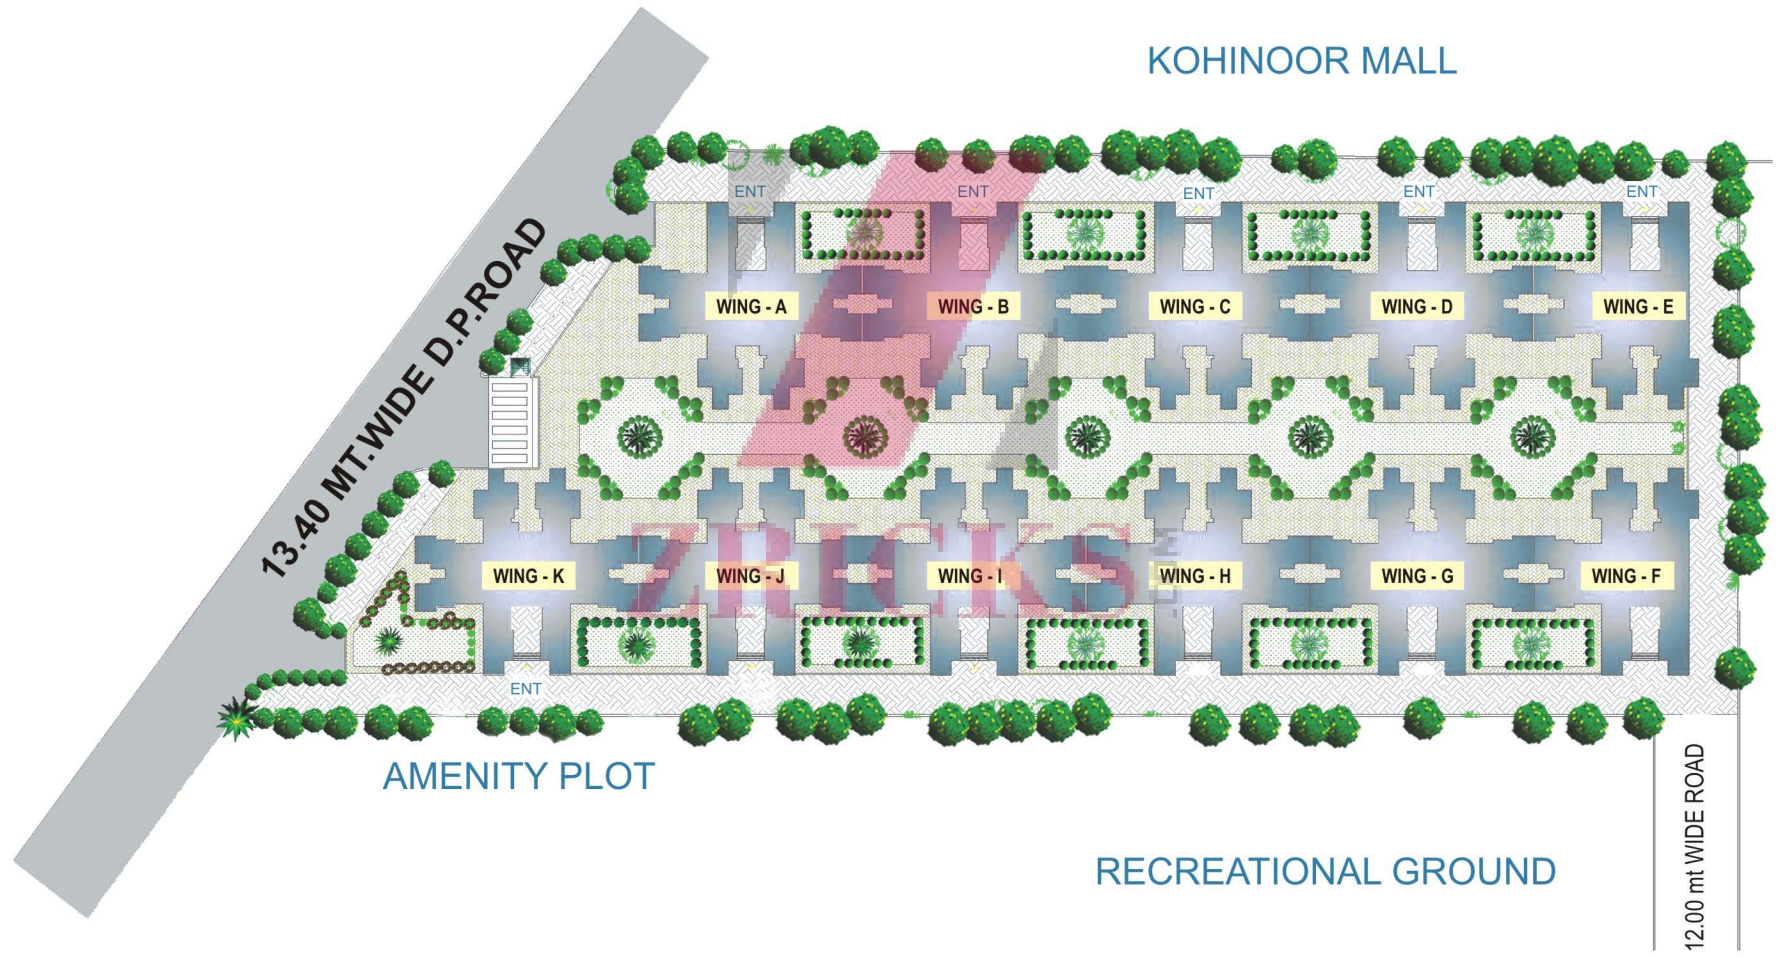 KOHINOOR MALL
ENT
ENT
ENT
ENT
ENT
13.40 MT.WIDE D.P.ROAD
WING - A
WING - B
WING - C
WING - D
WING - E
ZRICKS
.COM
WING - K
WING - J
WING - I
WING - H
WING - G
WING - F
ENT
AMENITY PLOT
RECREATIONAL GROUND
12.00 mt WIDE ROAD